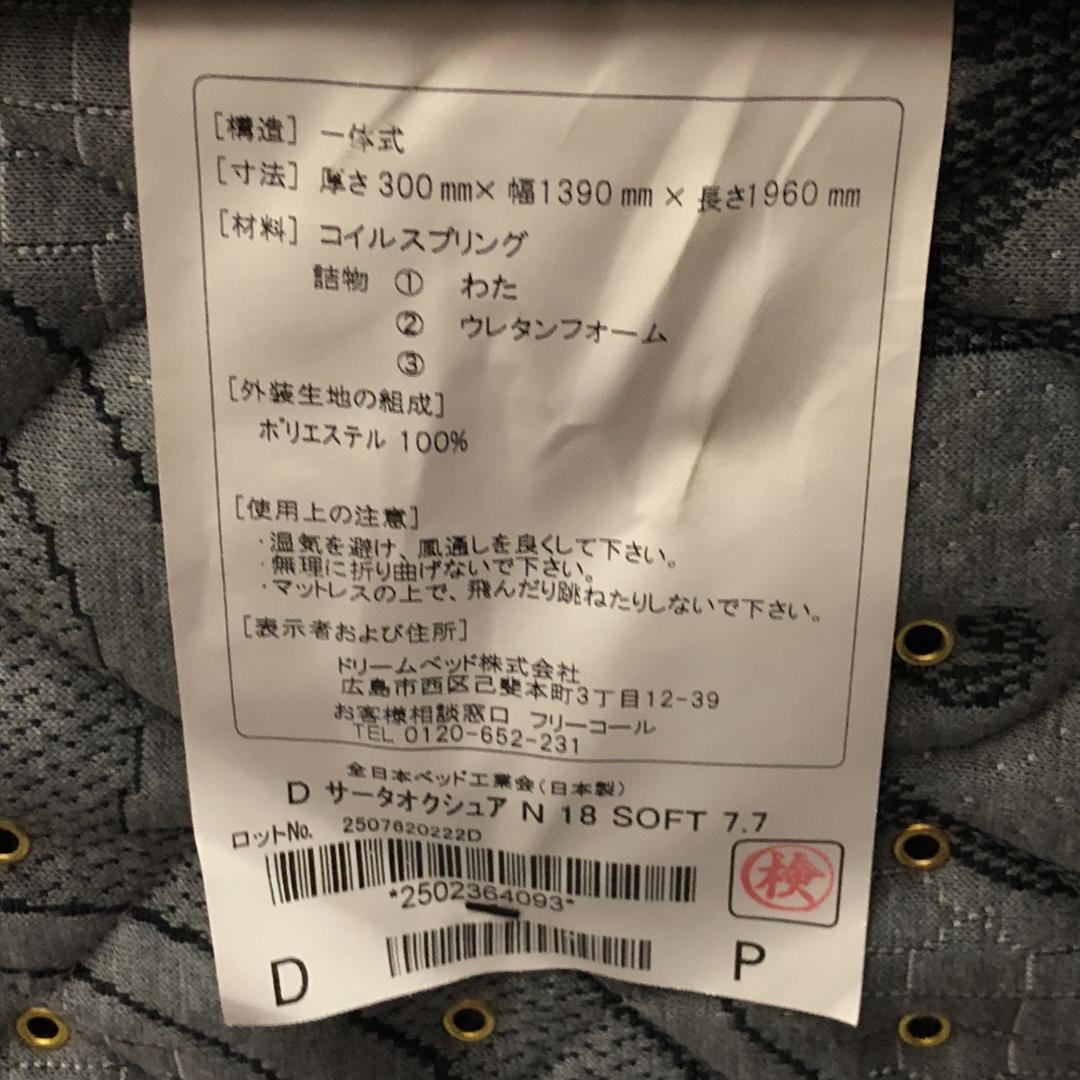 [構造] 一体式
[寸法] 厚さ300mm×幅1390mm×長さ1960mm
[材料] コイルスプリング
詰物 ① わた
② ウレタンフォーム
③
[外装生地の組成]
ポリエステル 100%
[使用上の注意]
・湿気を避け、風通しを良くして下さい。
・無理に折り曲げないで下さい。
・マットレスの上で、飛んだり跳ねたりしないで下さい。
[表示者および住所]
ドリームベッド株式会社
広島市西区己斐本町3丁目12-39
お客様相談窓口 フリーコール
TEL 0120-652-231
全日本ベッド工業会(日本製)
D サータオクシュア N 18 SOFT 7.7
ロットNo. 2507620222D
*2502364093*
検
D P